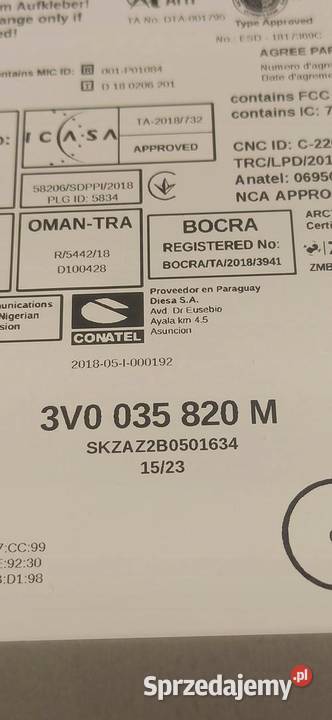 m Aufkleber!
ange only if
ed!
TA No. DTA-001795
Type Approved
No.: ESD - 1817369C
AGREE PAR
Numero d'agre
Date d'agreme
ontains MIC ID: R 001-P01084
T D 18 0206 201
contains FCC
contains IC: 7
o:
ICASA
TA-2018/732
APPROVED
CNC ID: C-22
TRC/LPD/201
Anatel: 0695
NCA APPRO
58206/SDPPI/2018
PLG ID: 5834
OMAN-TRA
R/5442/18
D100428
BOCRA
REGISTERED No:
BOCRA/TA/2018/3941
ARC
Certi
ZMB
unications
Nigerian
sion
CONATEL
Proveedor en Paraguay
Diesa S.A.
Avd. Dr Eusebio
Ayala km 4.5
Asuncion
2018-05-I-000192
3V0 035 820 M
SKZAZ2B0501634
15/23
7:CC:99
E:92:30
:D1:98
Sprzedajemy.pl